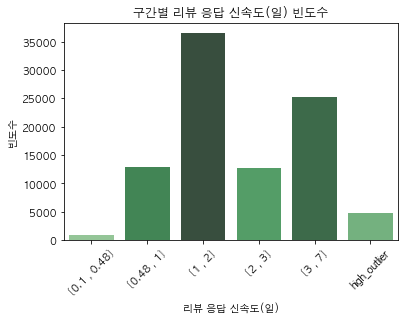 구간별 리뷰 응답 신속도(일) 빈도수
빈도수
35000
30000
25000
20000
15000
10000
5000
0
(0.1 , 0.48)
(0.48 , 1)
(1 , 2)
(2 , 3)
(3 , 7)
high_outlier
리뷰 응답 신속도(일)